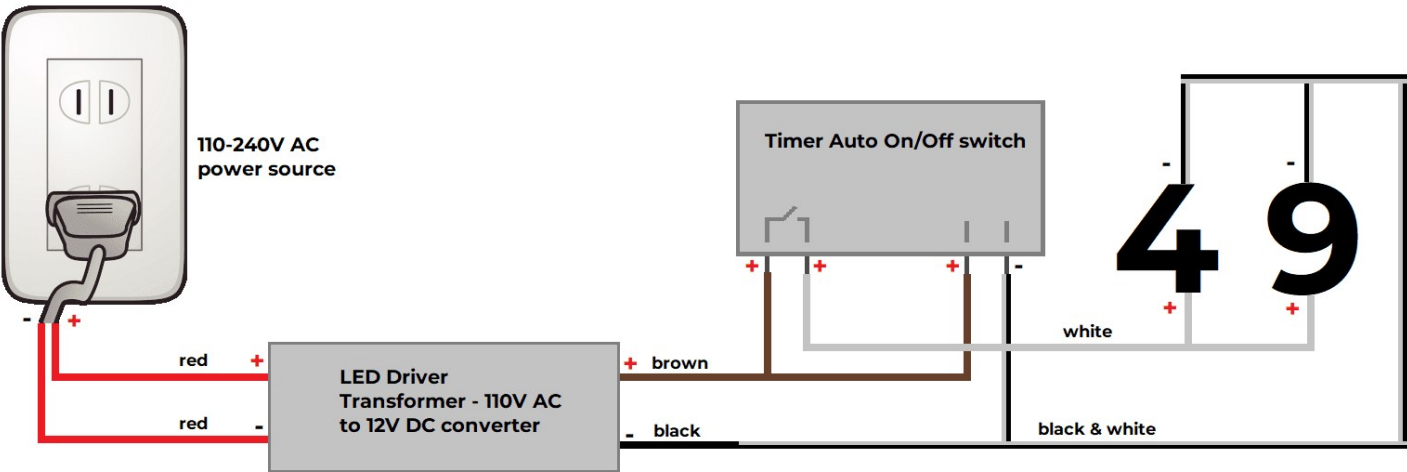 110-240V AC
power source
Timer Auto On/Off switch
- -
4 9
+ + + -
+ +
- +
white
red + + brown
LED Driver
Transformer - 110V AC
to 12V DC converter
red - - black
black & white